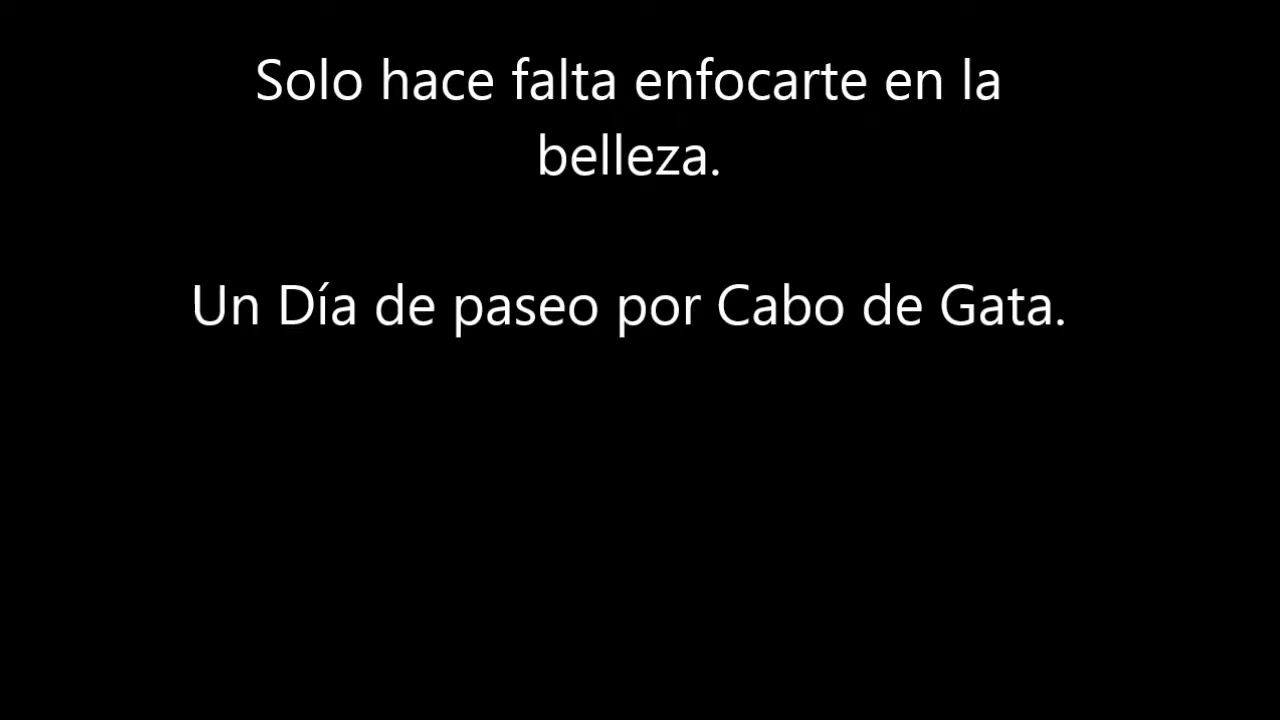 Solo hace falta enfocarte en la
belleza.
Un Día de paseo por Cabo de Gata.